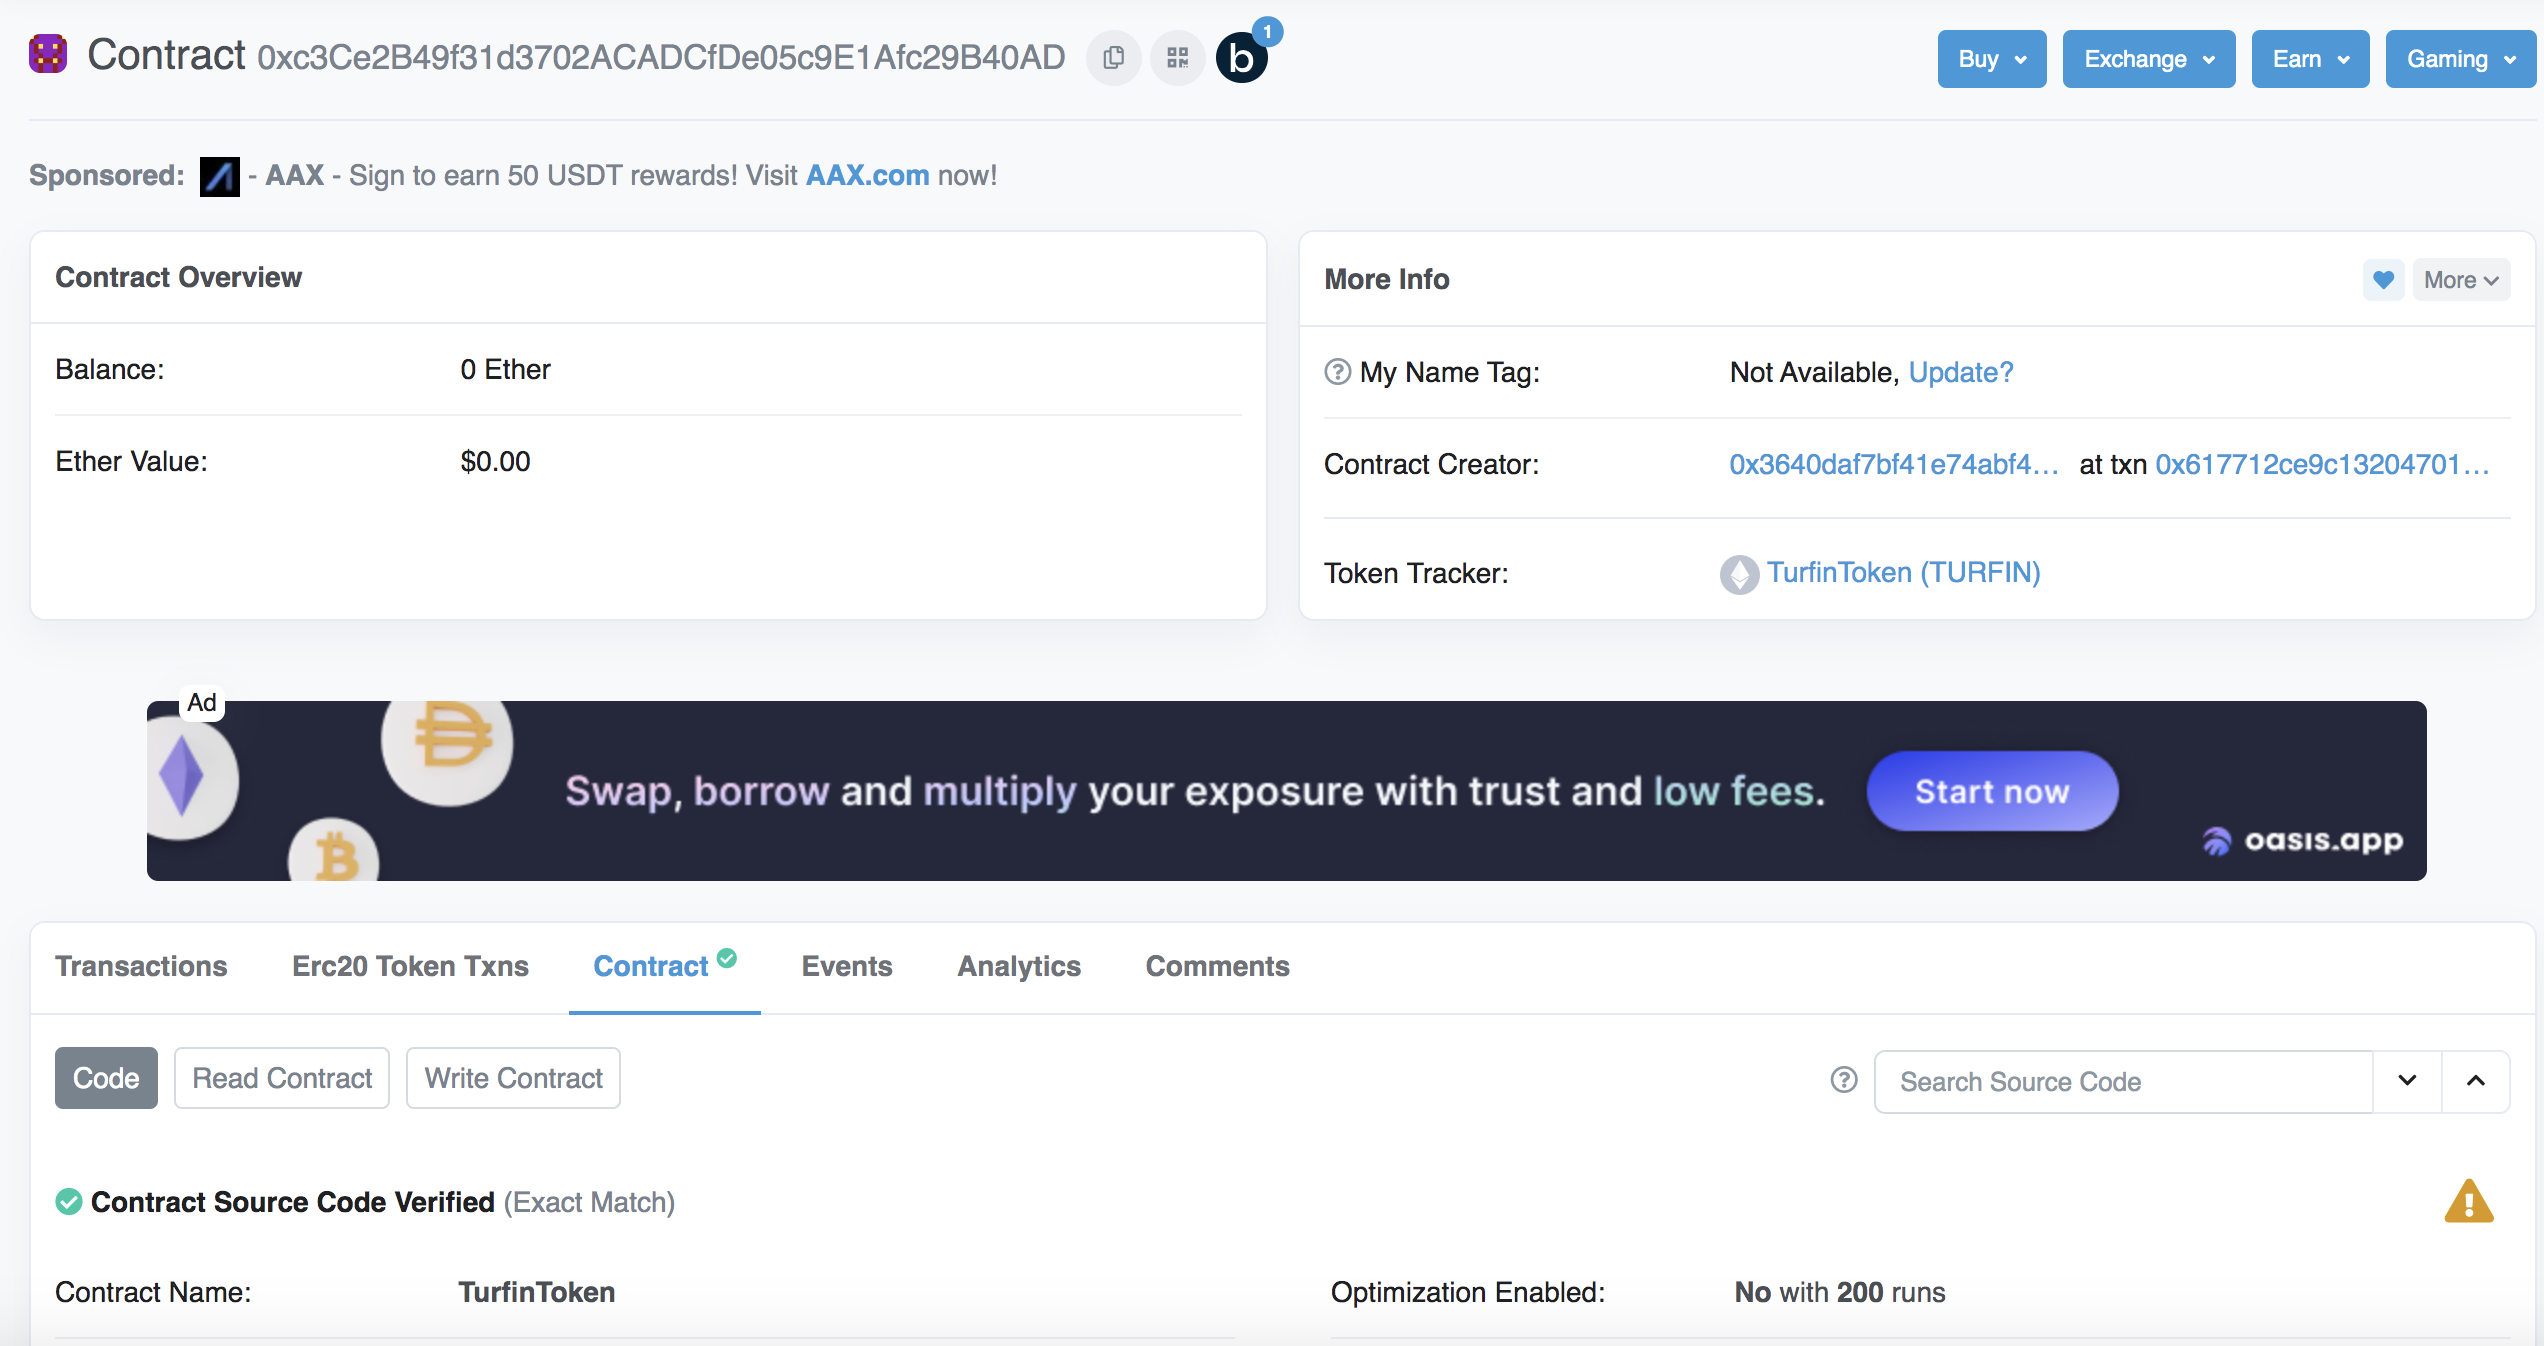 Contract 0xc3Ce2B49f31d3702ACADCfDe05c9E1Afc29B40AD b 1
Buy Exchange Earn Gaming
Sponsored: - AAX - Sign to earn 50 USDT rewards! Visit AAX.com now!
Contract Overview
Balance: 0 Ether
Ether Value: $0.00
More Info
More
My Name Tag: Not Available, Update?
Contract Creator: 0x3640daf7bf41e74abf4... at txn 0x617712ce9c13204701...
Token Tracker: TurfinToken (TURFIN)
Ad
Swap, borrow and multiply your exposure with trust and low fees.
Start now
oasis.app
Transactions Erc20 Token Txns Contract Events Analytics Comments
Code Read Contract Write Contract
Search Source Code
Contract Source Code Verified (Exact Match)
Contract Name: TurfinToken
Optimization Enabled: No with 200 runs